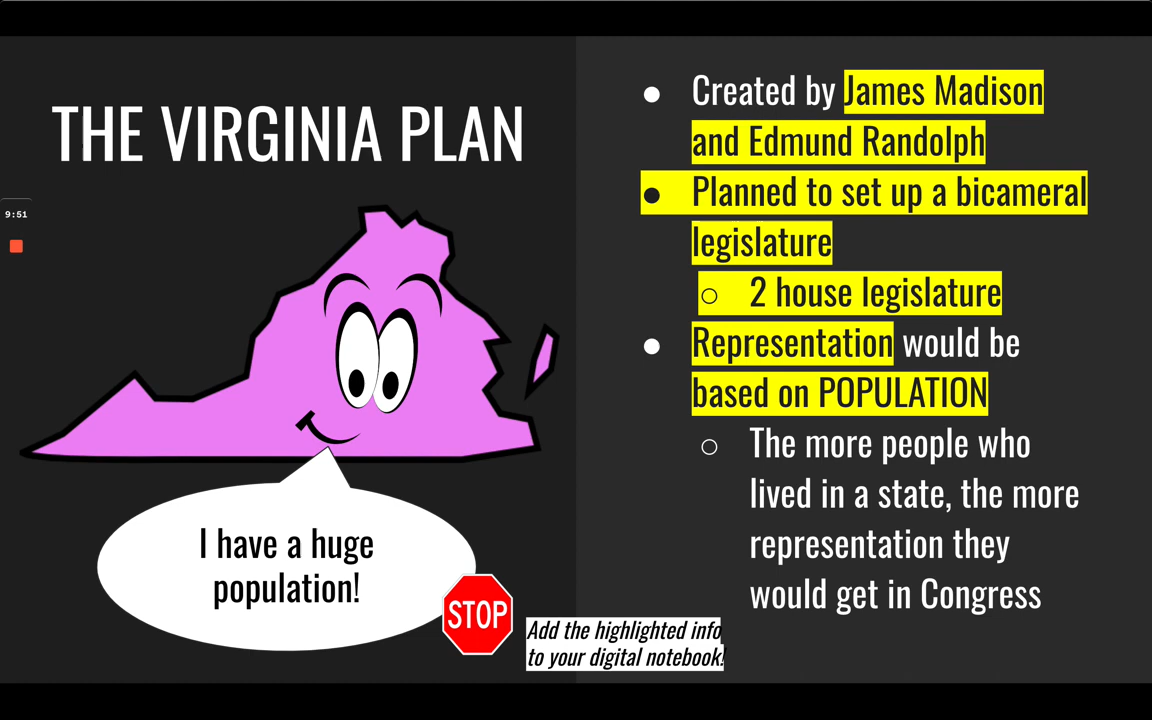 THE VIRGINIA PLAN
9:51
I have a huge
population!
STOP
Add the highlighted info
to your digital notebook!
● Created by James Madison
and Edmund Randolph
● Planned to set up a bicameral
legislature
○ 2 house legislature
● Representation would be
based on POPULATION
○ The more people who
lived in a state, the more
representation they
would get in Congress